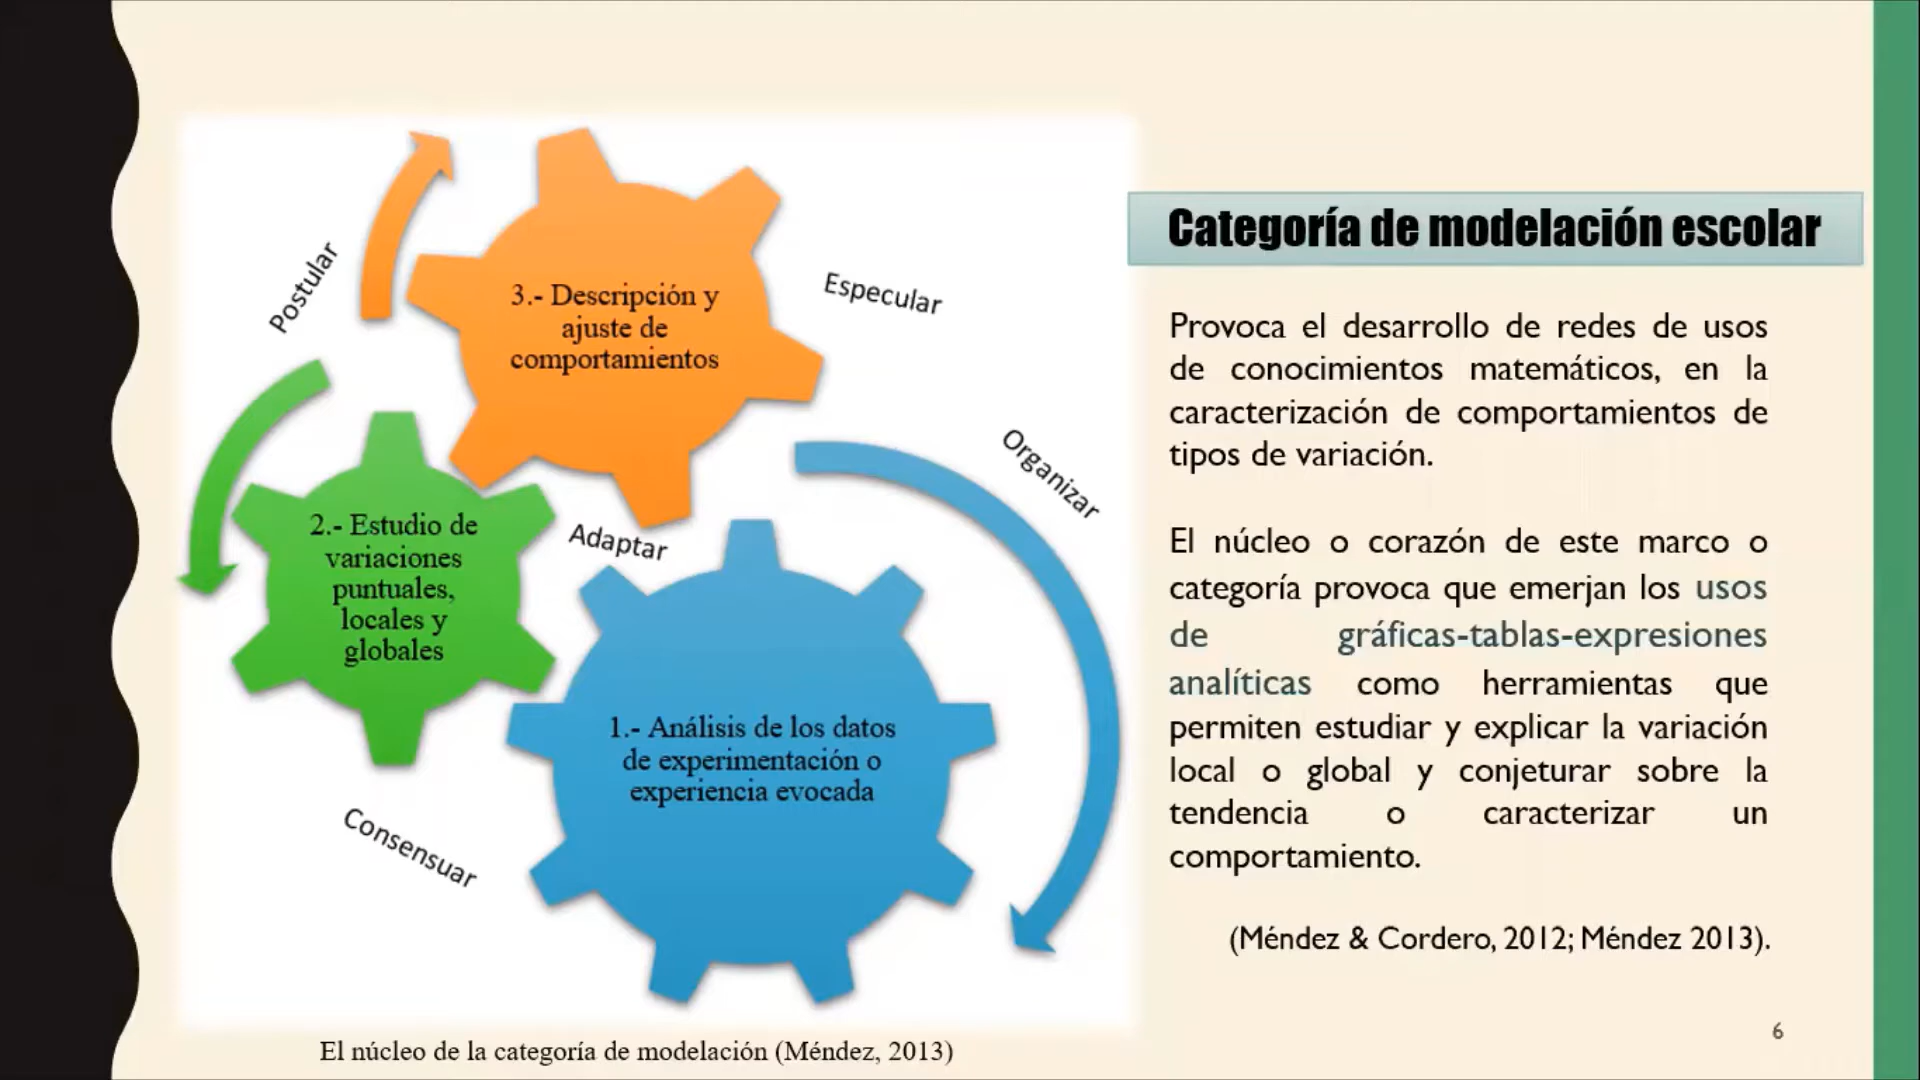 Categoría de modelación escolar
Postular
3.- Descripción y
ajuste de
comportamientos
Especular
Organizar
2.- Estudio de
variaciones
puntuales,
locales y
globales
Adaptar
1.- Análisis de los datos
de experimentación o
experiencia evocada
Consensuar
El núcleo de la categoría de modelación (Méndez, 2013)
Provoca el desarrollo de redes de usos
de conocimientos matemáticos, en la
caracterización de comportamientos de
tipos de variación.
El núcleo o corazón de este marco o
categoría provoca que emerjan los usos
de gráficas-tablas-expresiones
analíticas como herramientas que
permiten estudiar y explicar la variación
local o global y conjeturar sobre la
tendencia o caracterizar un
comportamiento.
(Méndez & Cordero, 2012; Méndez 2013).
6